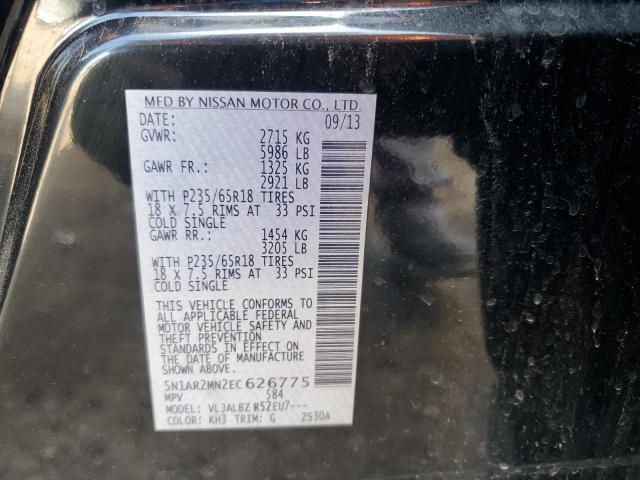 MFD BY NISSAN MOTOR CO., LTD.
DATE: 09/13
GVWR: 2715 KG
5986 LB
GAWR FR.: 1325 KG
2921 LB
WITH P235/65R18 TIRES
18 X 7.5 RIMS AT 33 PSI
COLD SINGLE
GAWR RR.: 1454 KG
3205 LB
WITH P235/65R18 TIRES
18 X 7.5 RIMS AT 33 PSI
COLD SINGLE
THIS VEHICLE CONFORMS TO
ALL APPLICABLE FEDERAL
MOTOR VEHICLE SAFETY AND
THEFT PREVENTION
STANDARDS IN EFFECT ON
THE DATE OF MANUFACTURE
SHOWN ABOVE.
5N1AR2MN2EC626775
MPV 584
MODEL: VLJALBZ R52EU7---
COLOR: KH3 TRIM: G 2530A